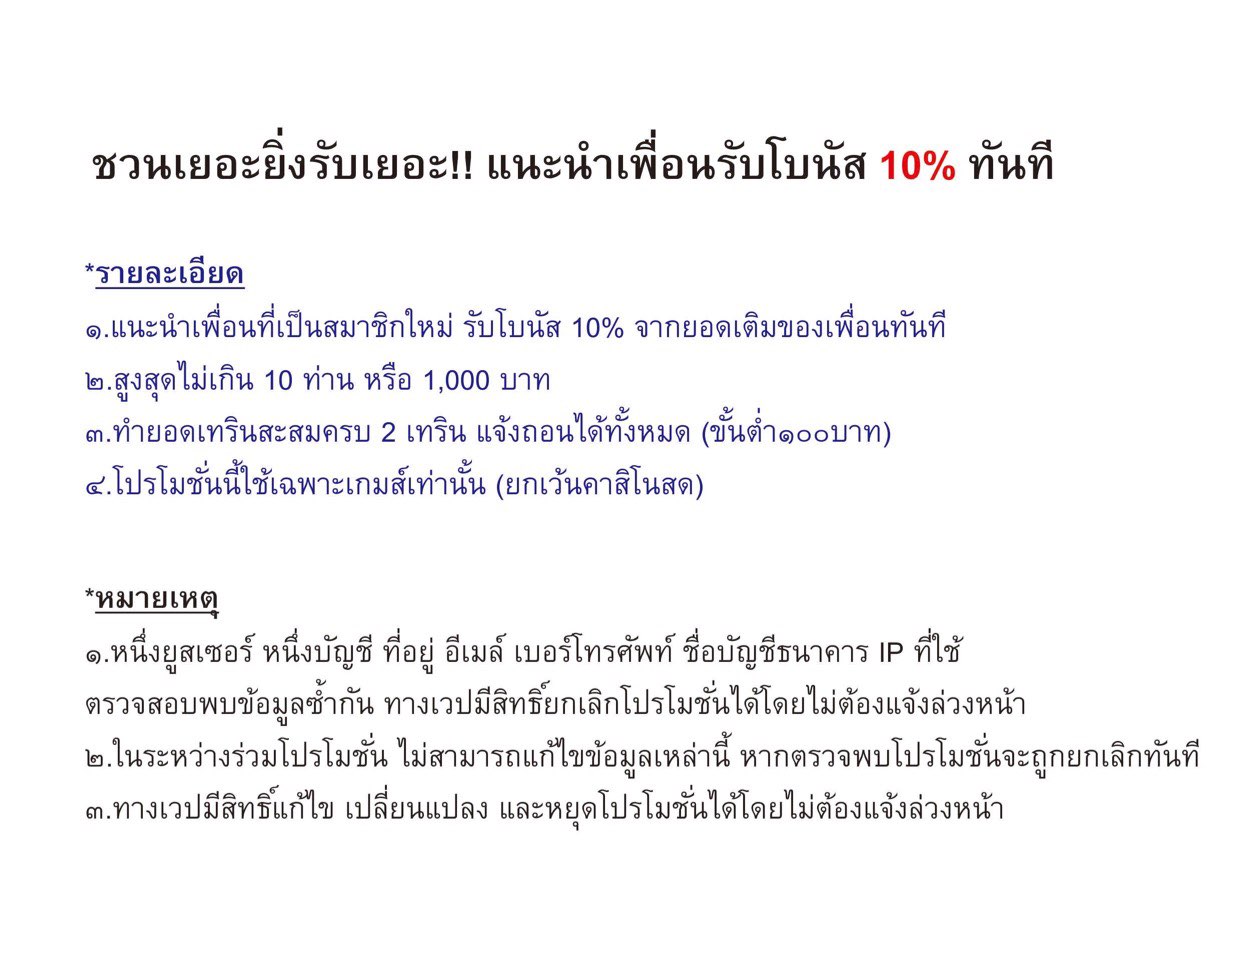 ชวนเยอะยิ่งรับเยอะ!! แนะนำเพื่อนรับโบนัส 10% ทันที
*รายละเอียด
๑.แนะนำเพื่อนที่เป็นสมาชิกใหม่ รับโบนัส 10% จากยอดเติมของเพื่อนทันที
๒.สูงสุดไม่เกิน 10 ท่าน หรือ 1,000 บาท
๓.ทำยอดเทรินสะสมครบ 2 เทริน แจ้งถอนได้ทั้งหมด (ขั้นต่ำ๑๐๐บาท)
๔.โปรโมชั่นนี้ใช้เฉพาะเกมส์เท่านั้น (ยกเว้นคาสิโนสด)
*หมายเหตุ
๑.หนึ่งยูสเซอร์ หนึ่งบัญชี ที่อยู่ อีเมล์ เบอร์โทรศัพท์ ชื่อบัญชีธนาคาร IP ที่ใช้
ตรวจสอบพบข้อมูลซ้ำกัน ทางเวปมีสิทธิ์ยกเลิกโปรโมชั่นได้โดยไม่ต้องแจ้งล่วงหน้า
๒.ในระหว่างร่วมโปรโมชั่น ไม่สามารถแก้ไขข้อมูลเหล่านี้ หากตรวจพบโปรโมชั่นจะถูกยกเลิกทันที
๓.ทางเวปมีสิทธิ์แก้ไข เปลี่ยนแปลง และหยุดโปรโมชั่นได้โดยไม่ต้องแจ้งล่วงหน้า